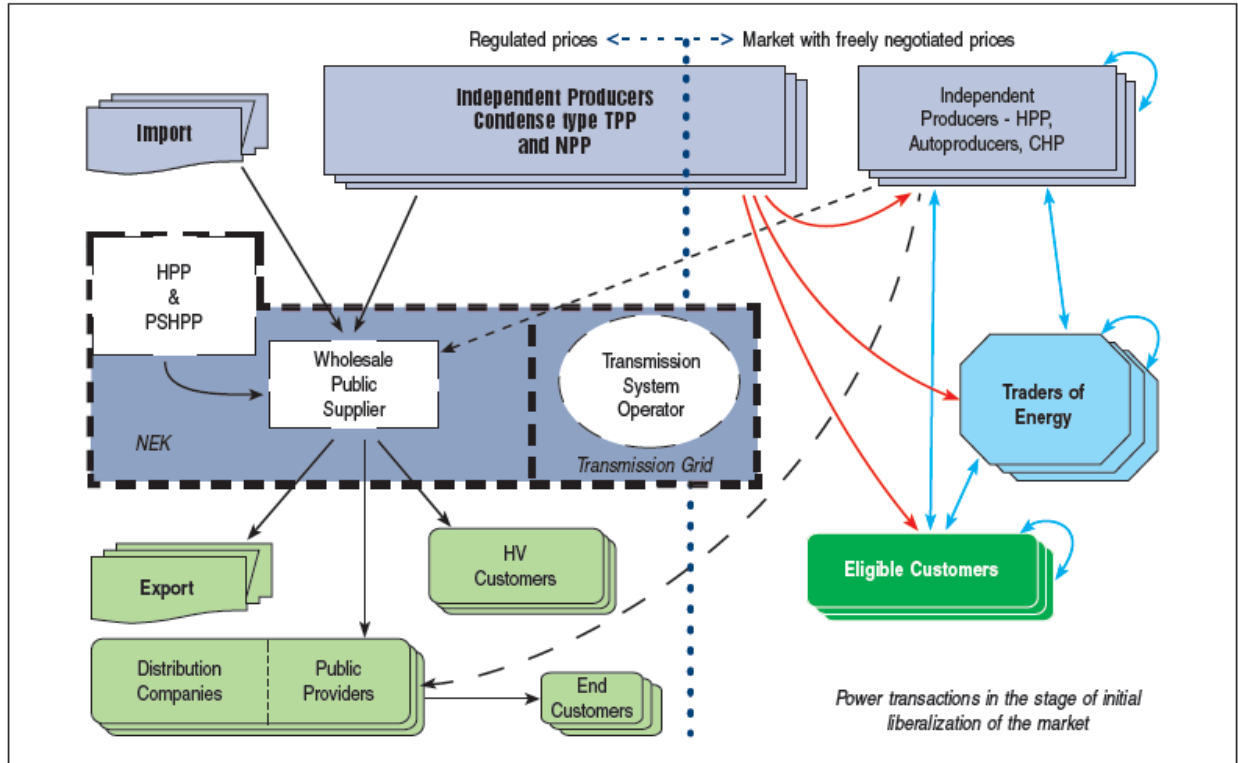 Regulated prices <----> Market with freely negotiated prices
Import
Independent Producers
Condense type TPP
and NPP
Independent
Producers - HPP,
Autoproducers, CHP
HPP
&
PSHPP
Wholesale
Public
Supplier
Transmission
System
Operator
NEK
Transmission Grid
Traders of
Energy
Export
HV
Customers
Eligible Customers
Distribution
Companies
Public
Providers
End
Customers
Power transactions in the stage of initial
liberalization of the market